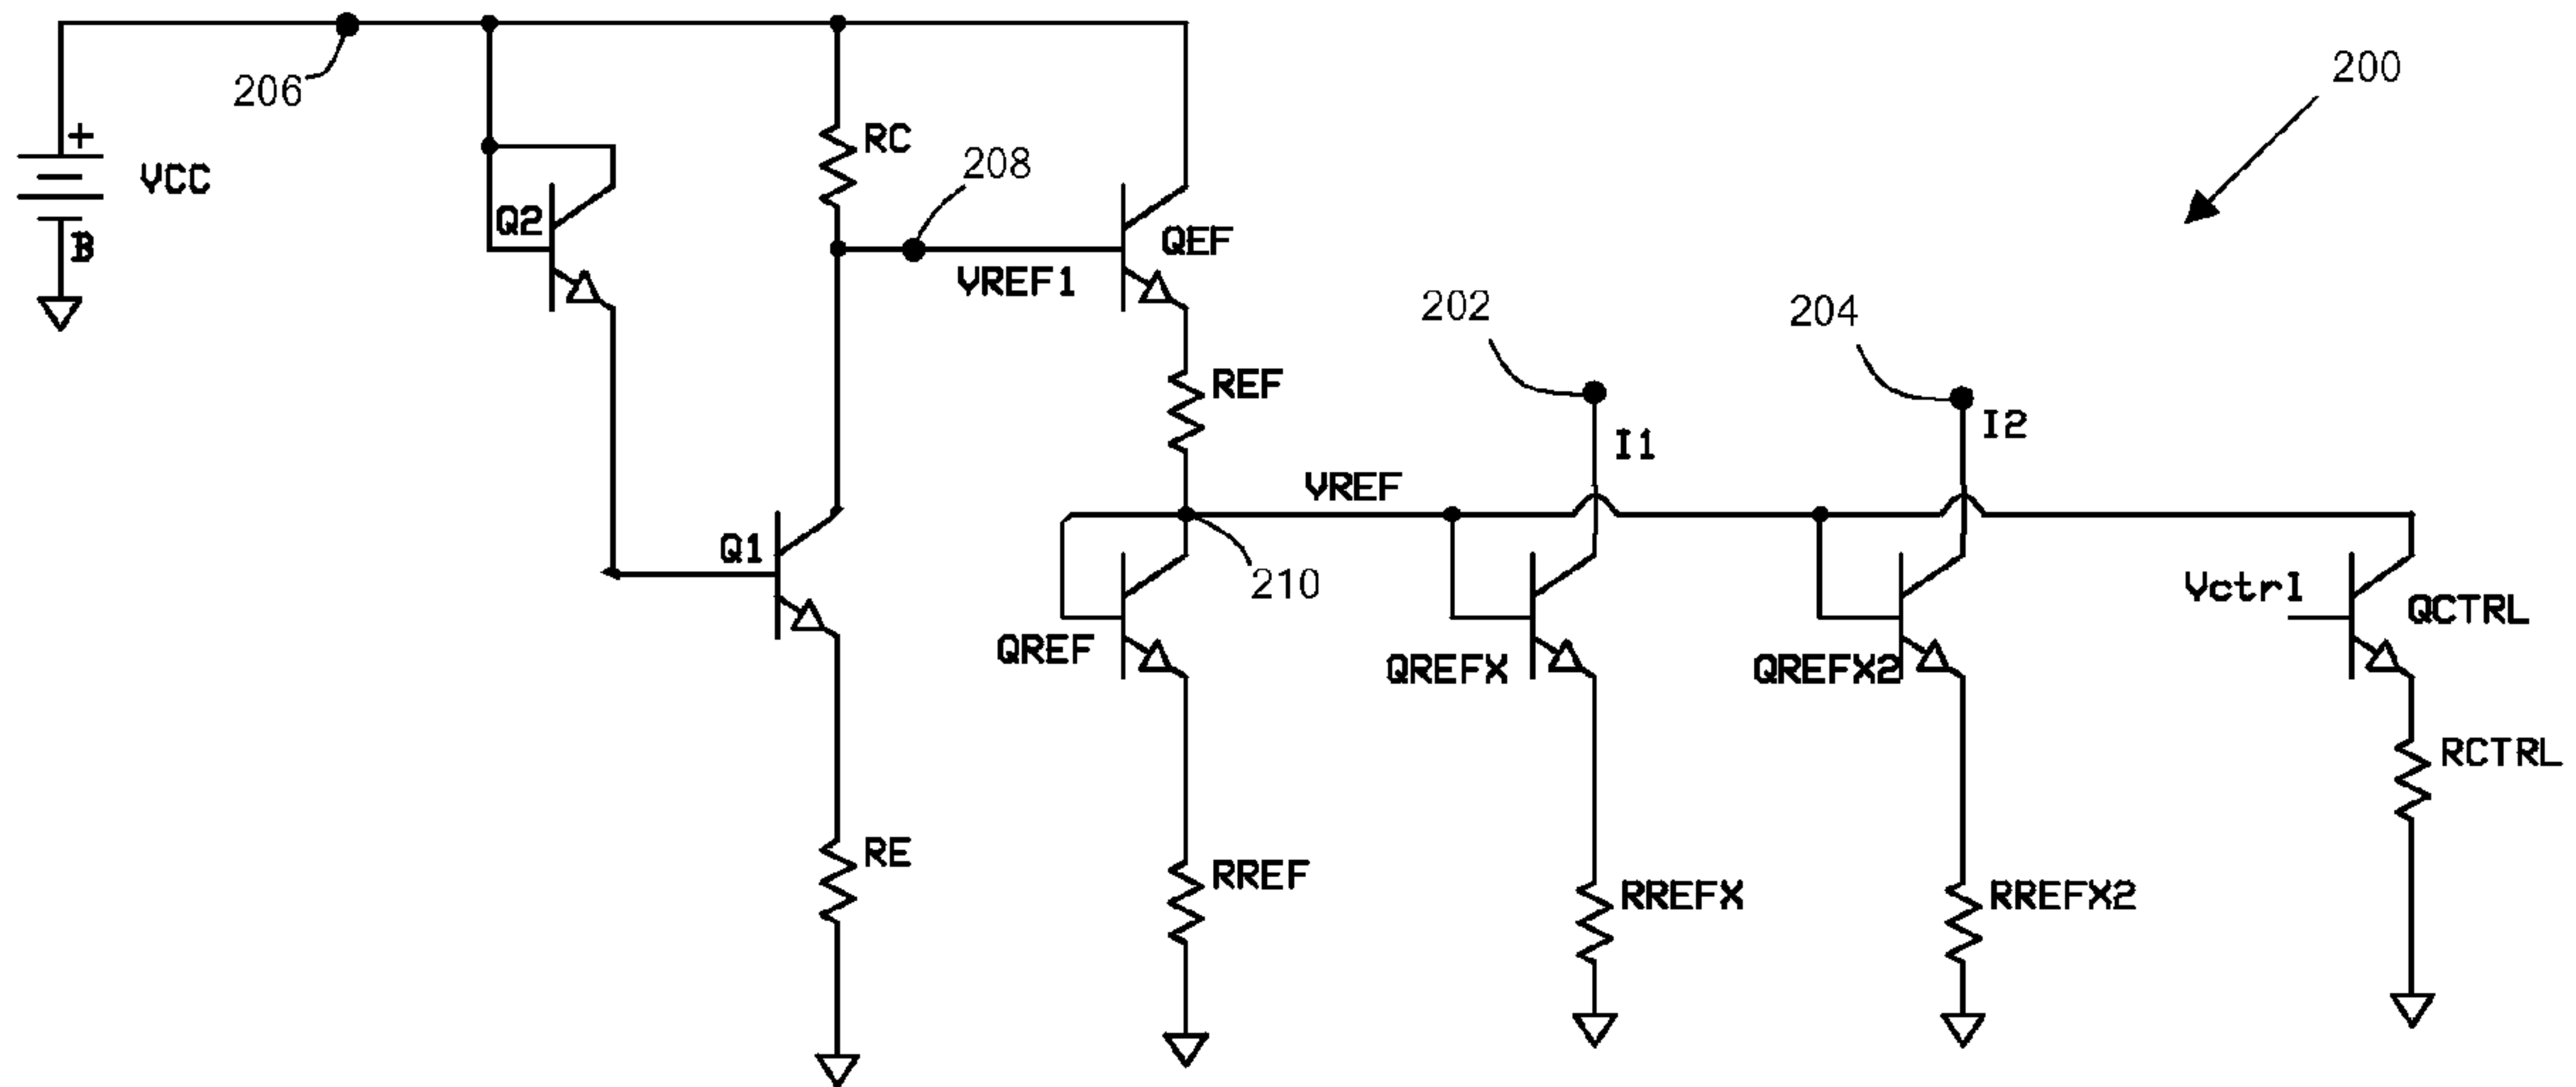 200
206
+
RC
VCC
208
Q2
B
QEF
VREF1
202
204
REF
I1
I2
VREF
Q1
210
Vctrl
QCTRL
QREF
QREFX
QREFX2
RCTRL
RE
RREF
RREFX
RREFX2